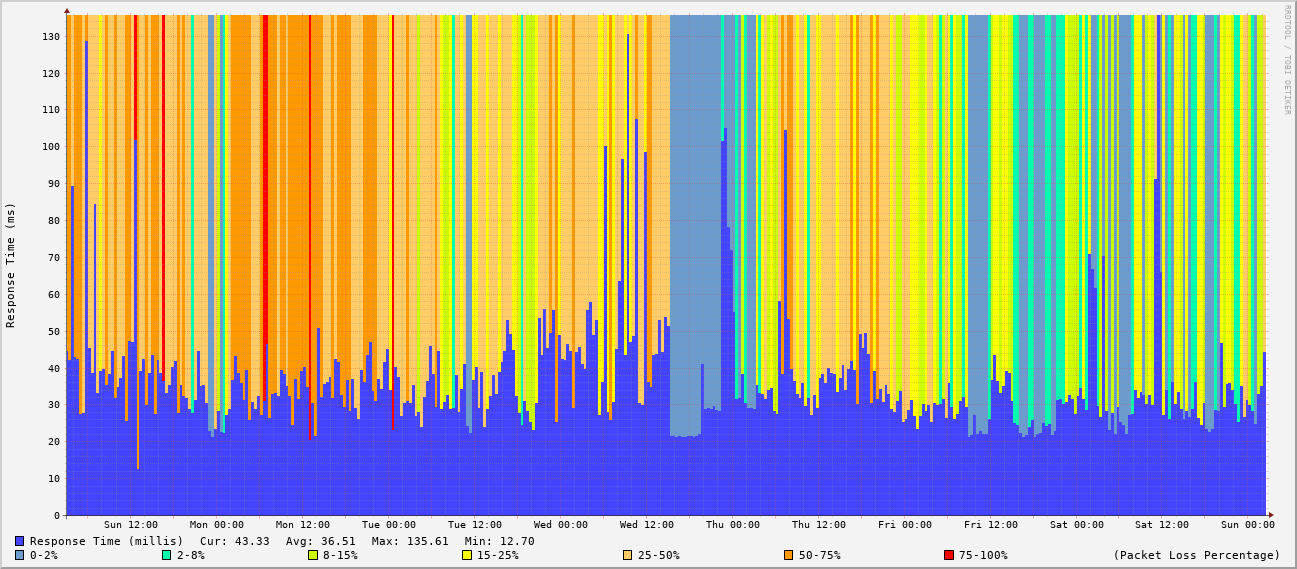 RRDTOOL / TOBI OETIKER
Response Time (ms)
130
120
110
100
90
80
70
60
50
40
30
20
10
0
Sun 12:00 Mon 00:00 Mon 12:00 Tue 00:00 Tue 12:00 Wed 00:00 Wed 12:00 Thu 00:00 Thu 12:00 Fri 00:00 Fri 12:00 Sat 00:00 Sat 12:00 Sun 00:00
Response Time (millis) Cur: 43.33 Avg: 36.51 Max: 135.61 Min: 12.70
0-2% 2-8% 8-15% 15-25% 25-50% 50-75% 75-100% (Packet Loss Percentage)